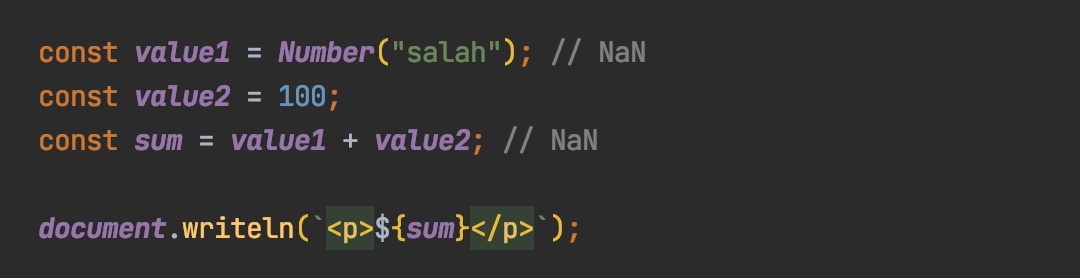 const value1 = Number("salah"); // NaN
const value2 = 100;
const sum = value1 + value2; // NaN
document.writeln(`<p>${sum}</p>`);